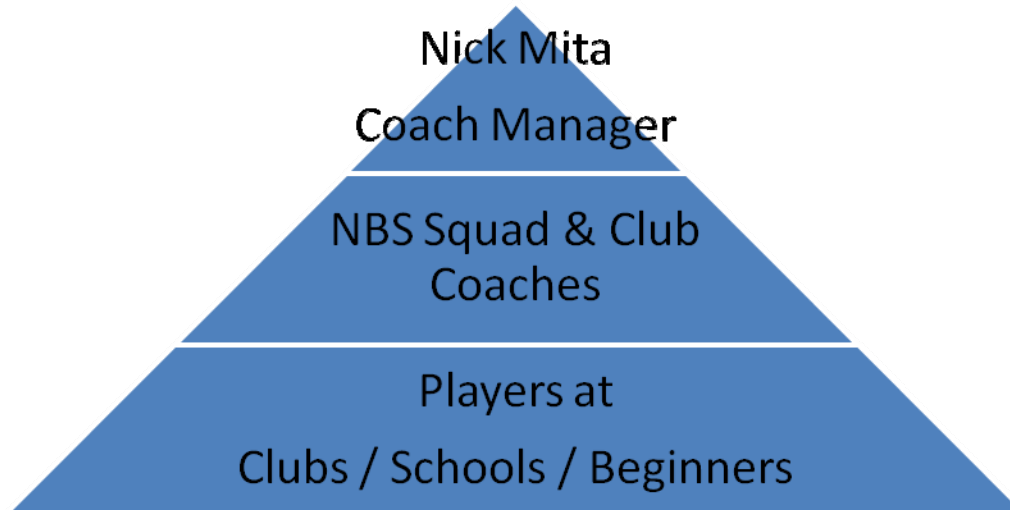 Nick Mita
Coach Manager
NBS Squad & Club
Coaches
Players at
Clubs / Schools / Beginners